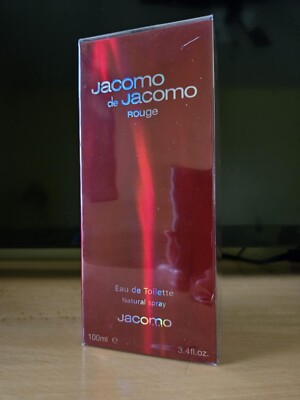 Jacomo
de Jacomo
Rouge
Eau de Toilette
Natural spray
Jacomo
100ml e 3.4fl.oz.